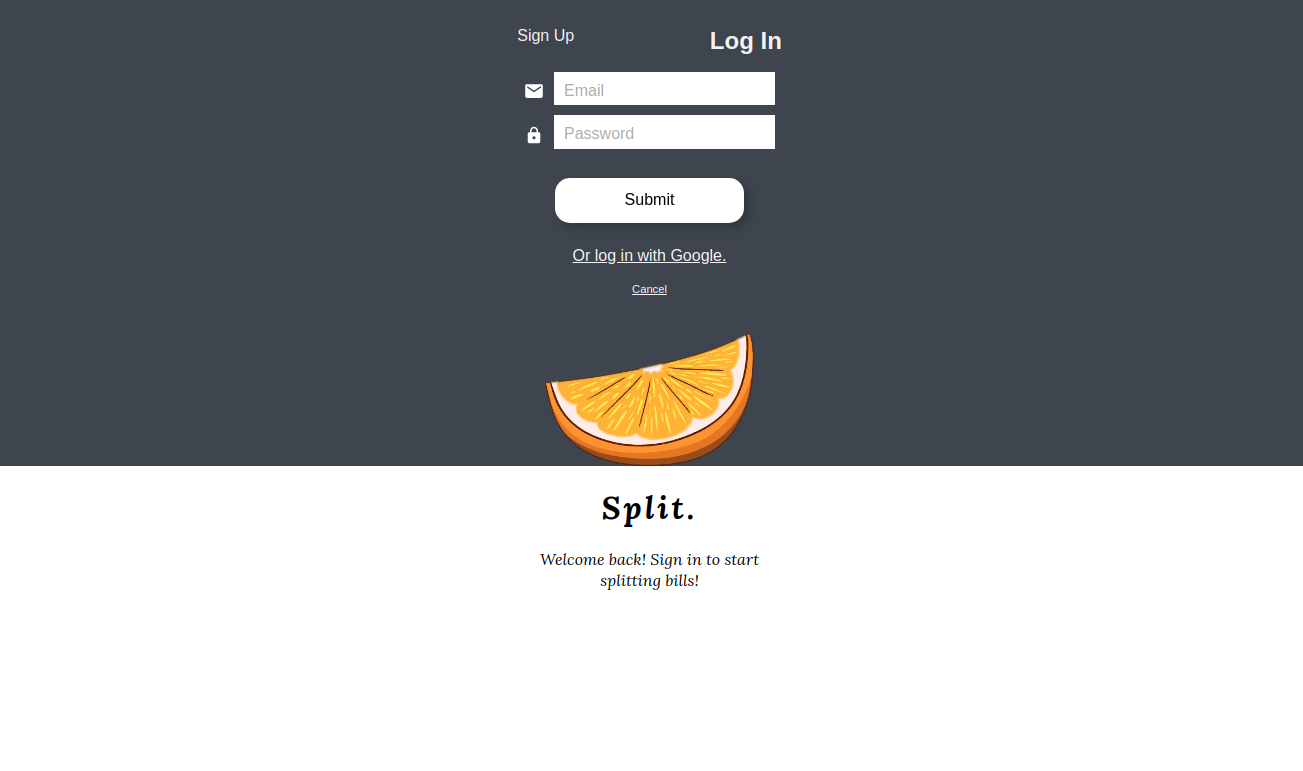 Sign Up
Log In
Email
Password
Submit
Or log in with Google.
Cancel
Split.
Welcome back! Sign in to start
splitting bills!